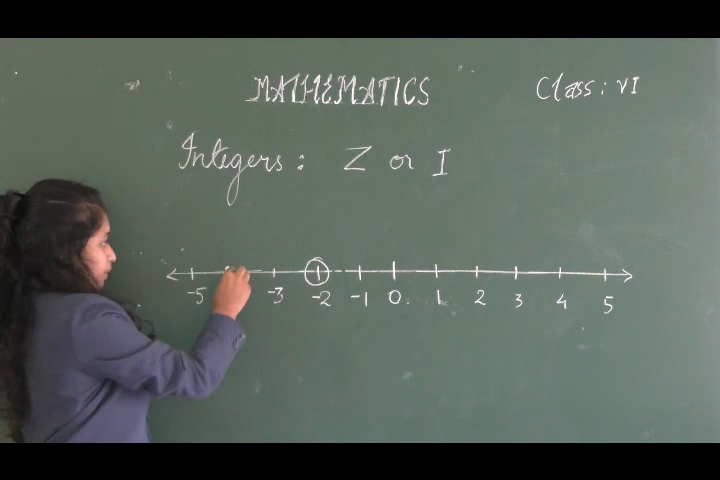 MATHEMATICS
Class: VI
Integers: Z or I
-5 -3 -2 -1 0 1 2 3 4 5